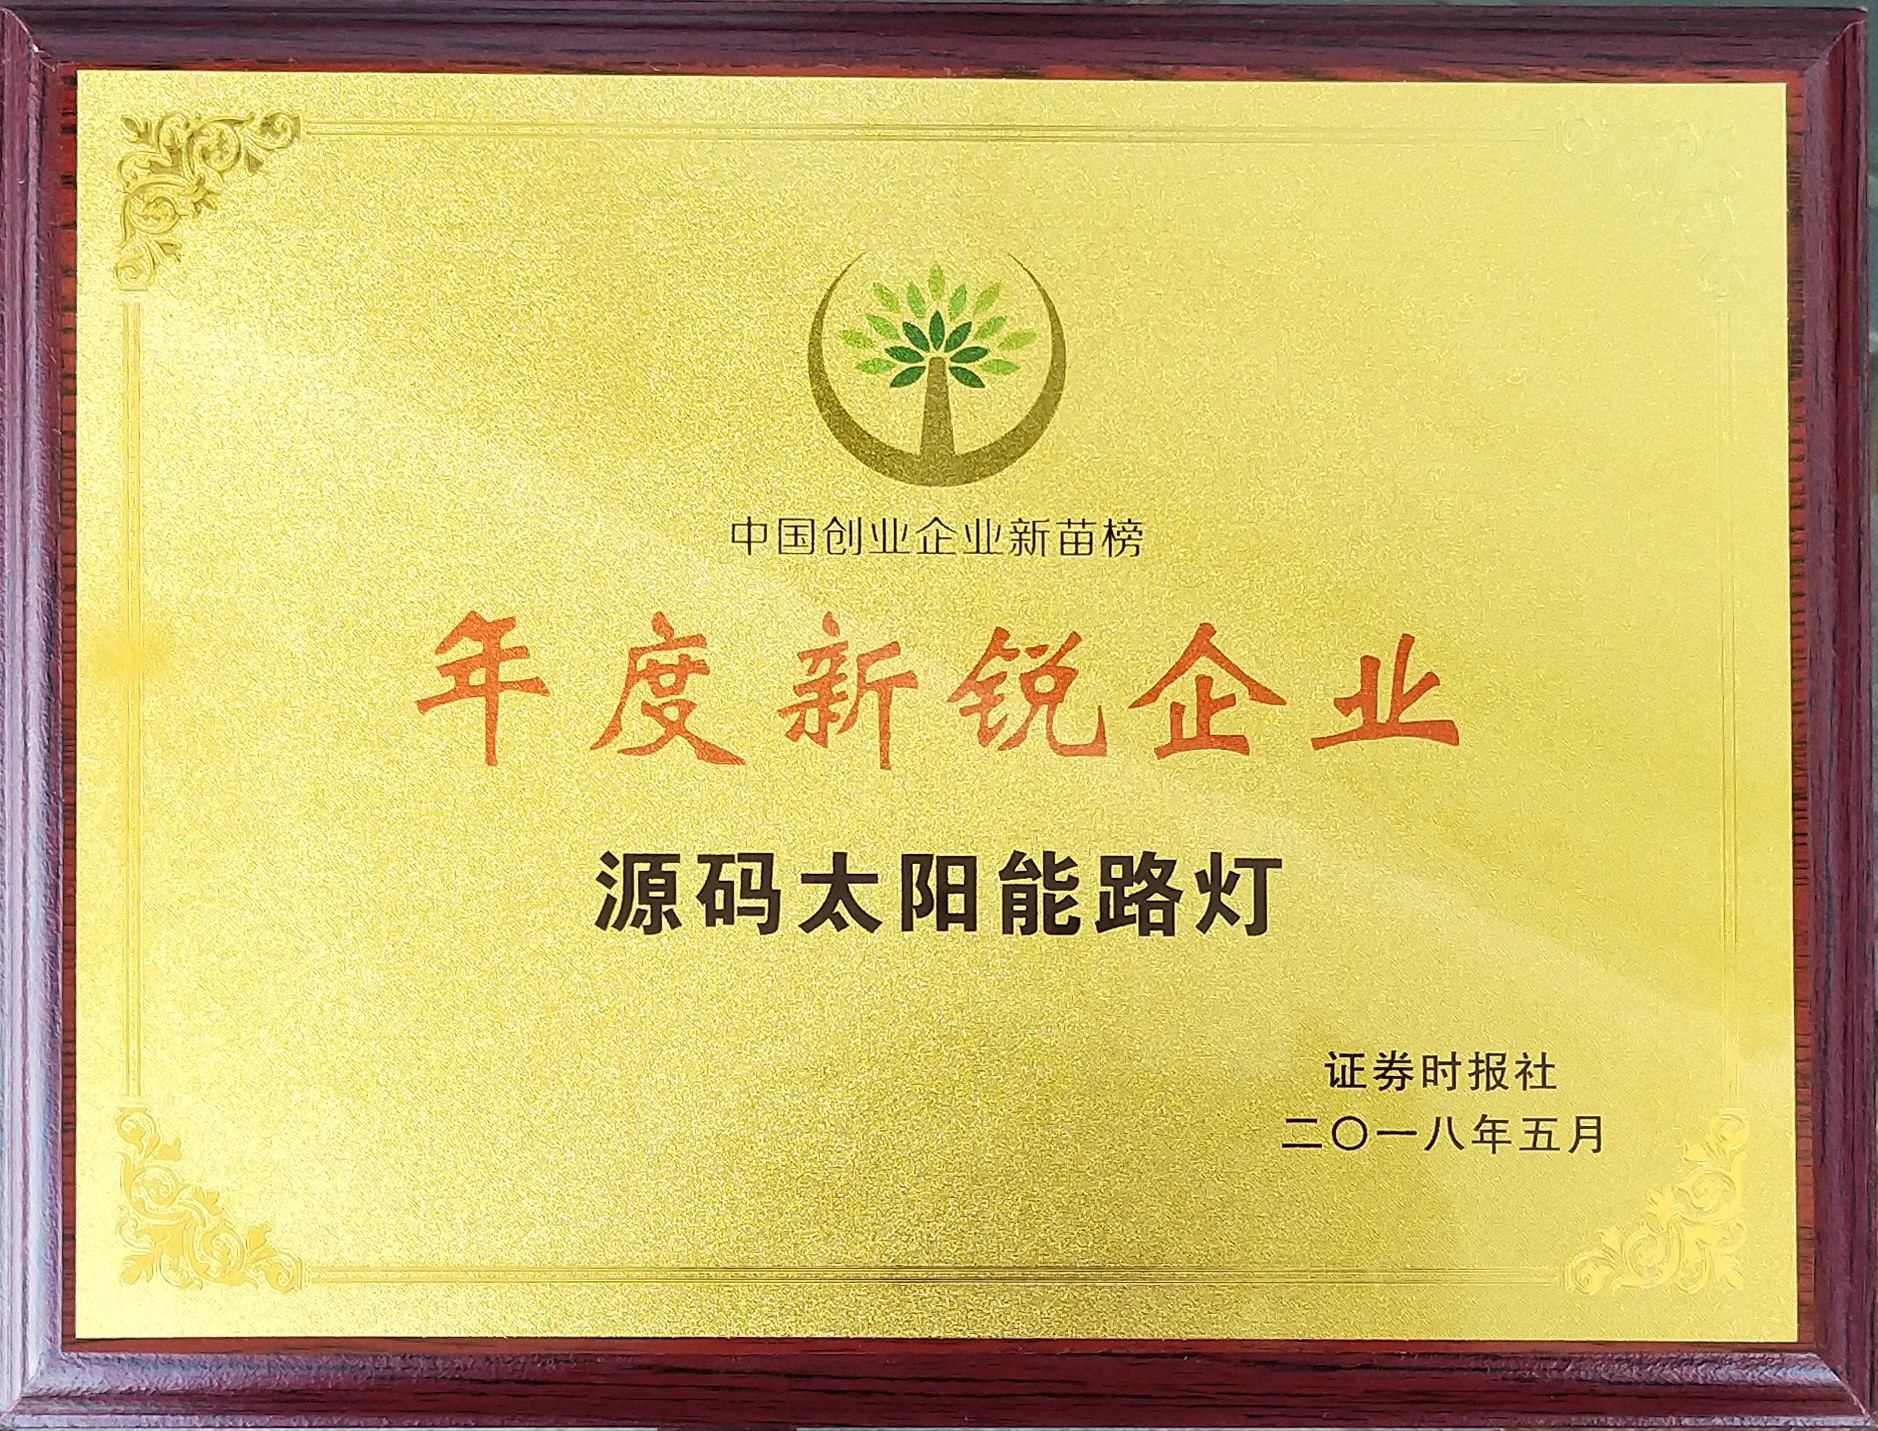 中国创业企业新苗榜
年度新锐企业
源码太阳能路灯
证券时报社
二〇一八年五月